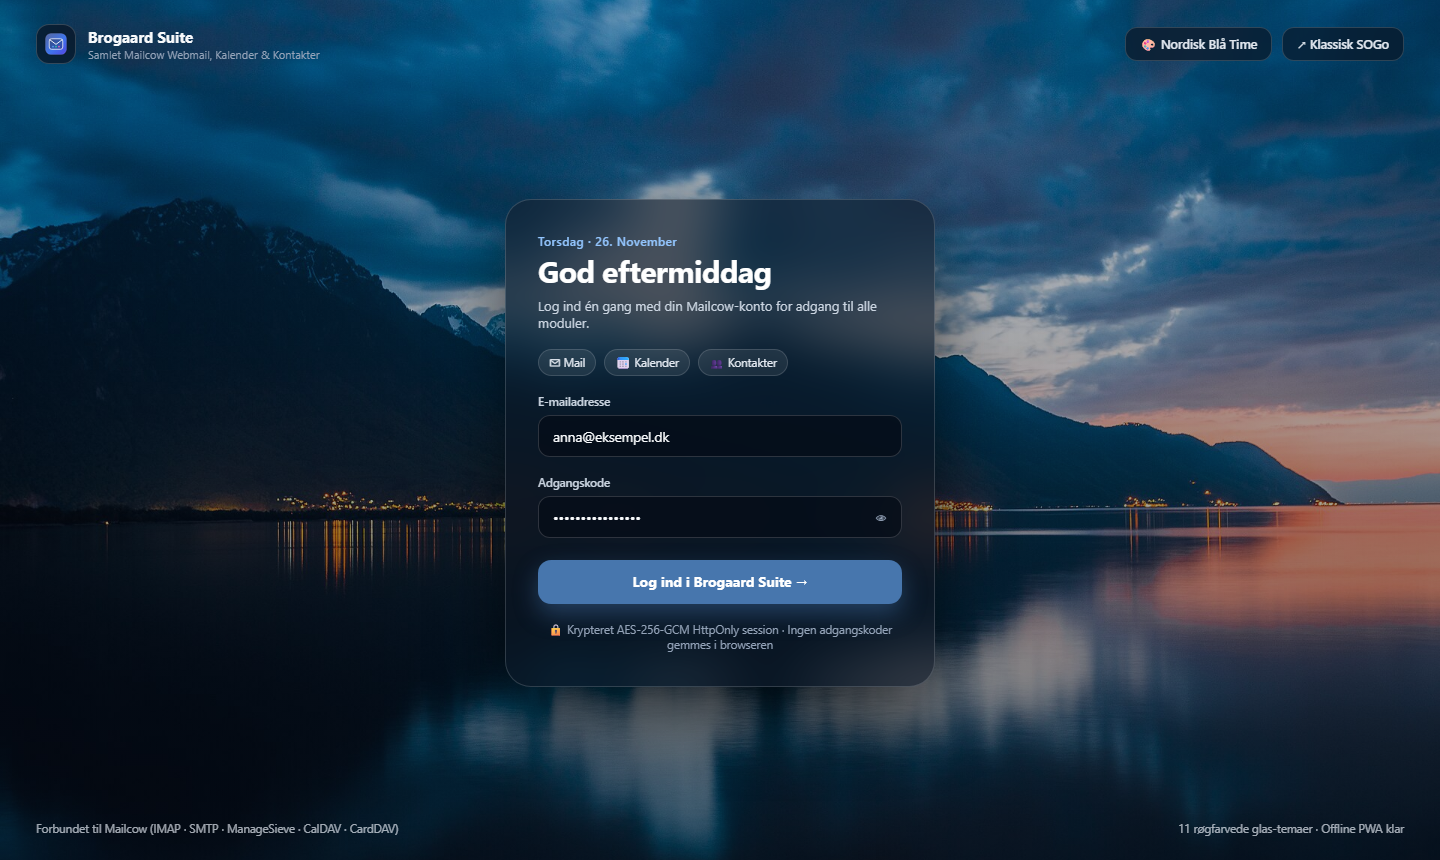 Brogaard Suite
Samlet Mailcow Webmail, Kalender & Kontakter
Nordisk Blå Time
↗ Klassisk SOGo
Torsdag · 26. November
God eftermiddag
Log ind én gang med din Mailcow-konto for adgang til alle
moduler.
Mail
Kalender
Kontakter
E-mailadresse
anna@eksempel.dk
Adgangskode
••••••••••••••••
Log ind i Brogaard Suite →
Krypteret AES-256-GCM HttpOnly session · Ingen adgangskoder
gemmes i browseren
Forbundet til Mailcow (IMAP · SMTP · ManageSieve · CalDAV · CardDAV)
11 røgfarvede glas-temaer · Offline PWA klar